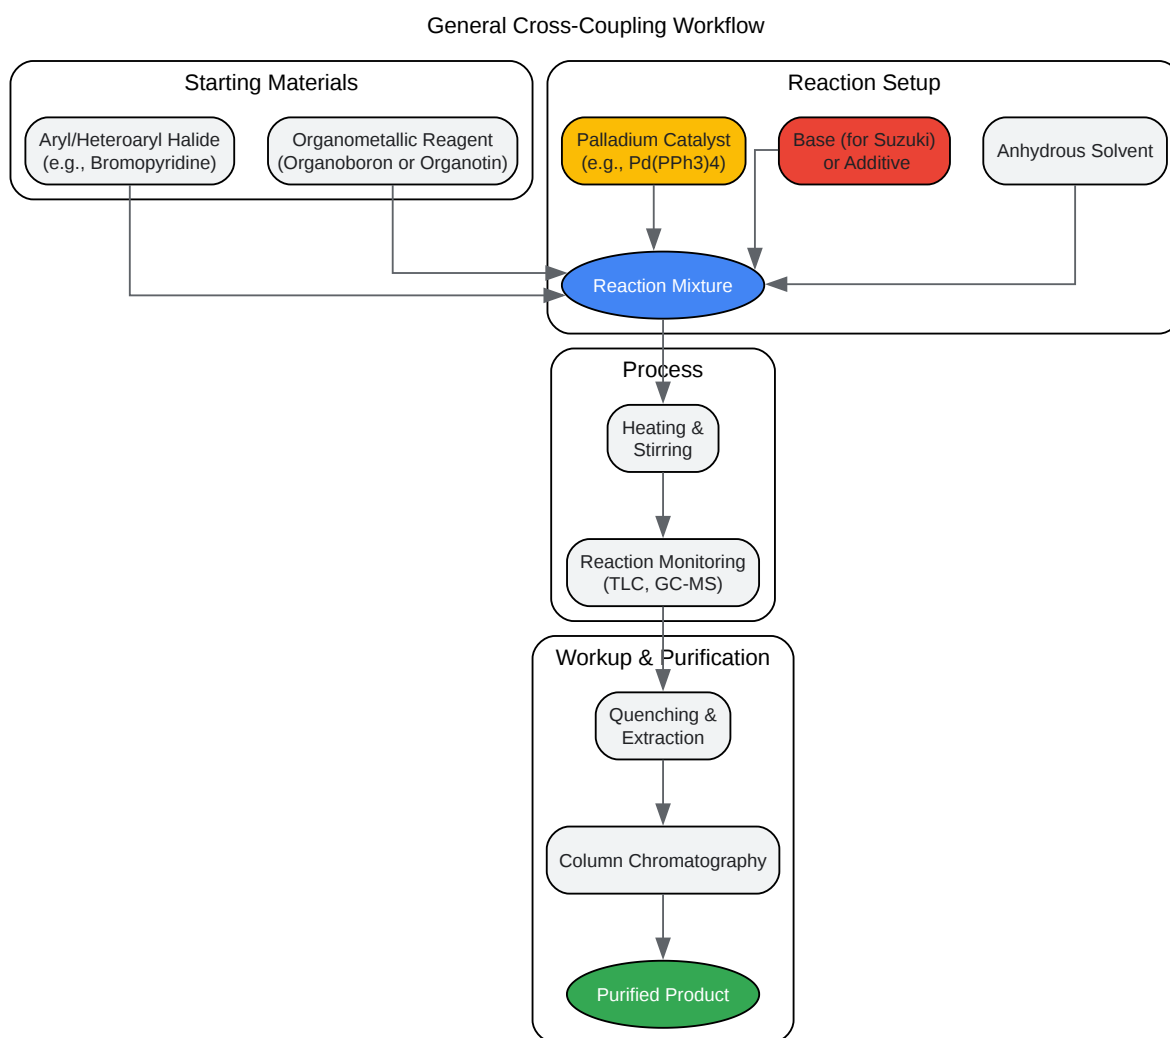 General Cross-Coupling Workflow
Starting Materials
Aryl/Heteroaryl Halide
(e.g., Bromopyridine)
Organometallic Reagent
(Organoboron or Organotin)
Reaction Setup
Palladium Catalyst
(e.g., Pd(PPh3)4)
Base (for Suzuki)
or Additive
Anhydrous Solvent
Reaction Mixture
Process
Heating &
Stirring
Reaction Monitoring
(TLC, GC-MS)
Workup & Purification
Quenching &
Extraction
Column Chromatography
Purified Product